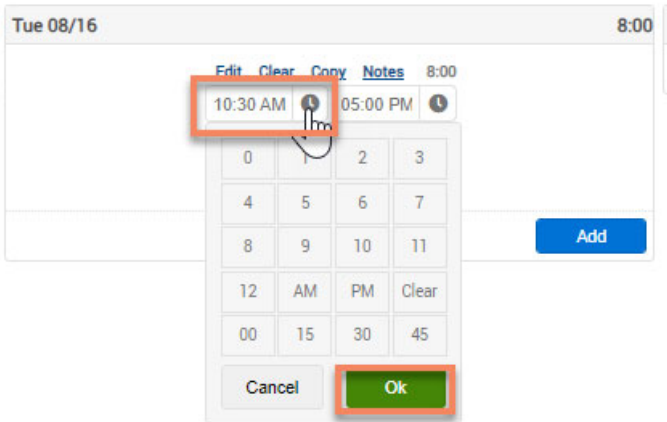 Tue 08/16 8:00
Edit Clear Copy Notes 8:00
10:30 AM 05:00 PM
0 1 2 3
4 5 6 7
8 9 10 11
Add
12 AM PM Clear
00 15 30 45
Cancel Ok